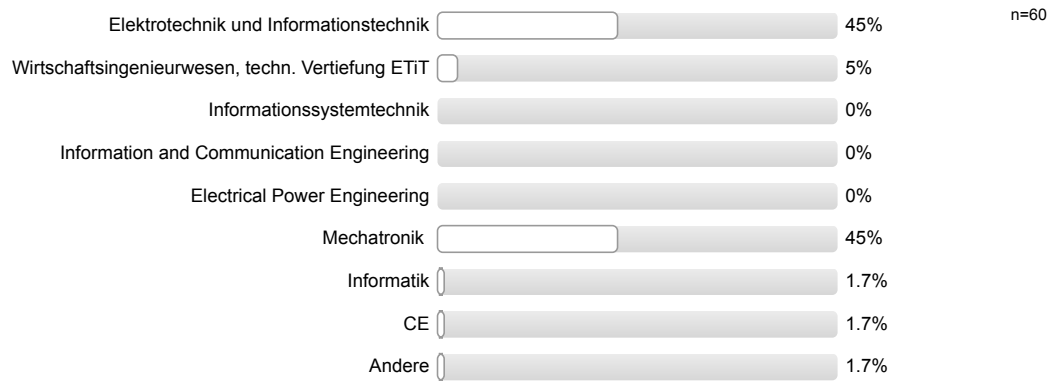 Elektrotechnik und Informationstechnik 45% n=60
Wirtschaftsingenieurwesen, techn. Vertiefung ETiT 5%
Informationssystemtechnik 0%
Information and Communication Engineering 0%
Electrical Power Engineering 0%
Mechatronik 45%
Informatik 1.7%
CE 1.7%
Andere 1.7%